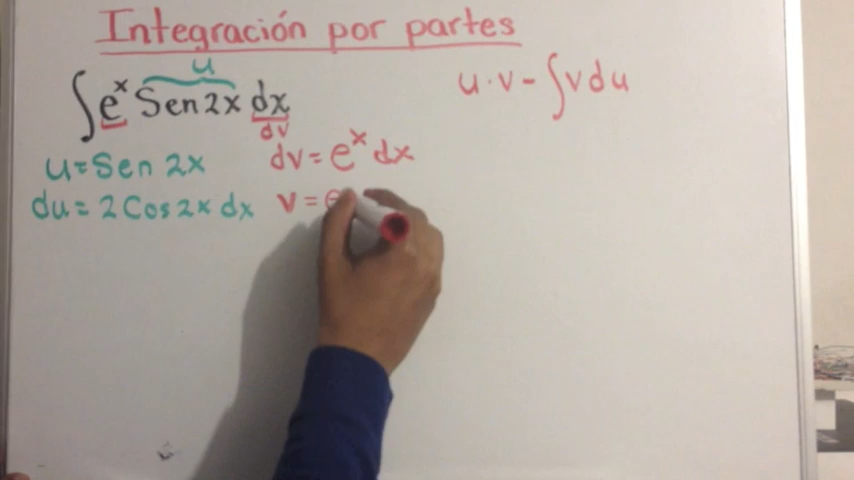 Integración por partes
u
∫ e^x Sen 2x dx
dv
u · v - ∫ v du
u = Sen 2x
dv = e^x dx
du = 2 Cos 2x dx
v = e